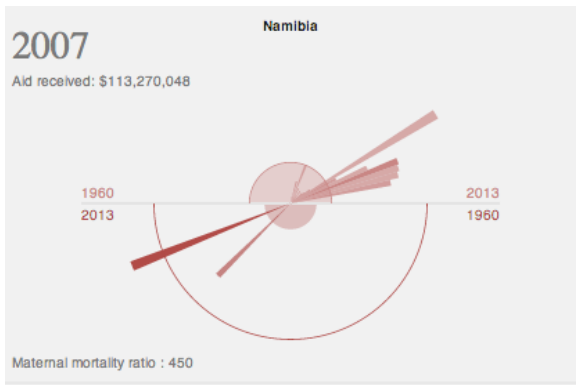 Namibia
2007
Aid received: $113,270,048
1960 2013
2013 1960
Maternal mortality ratio : 450